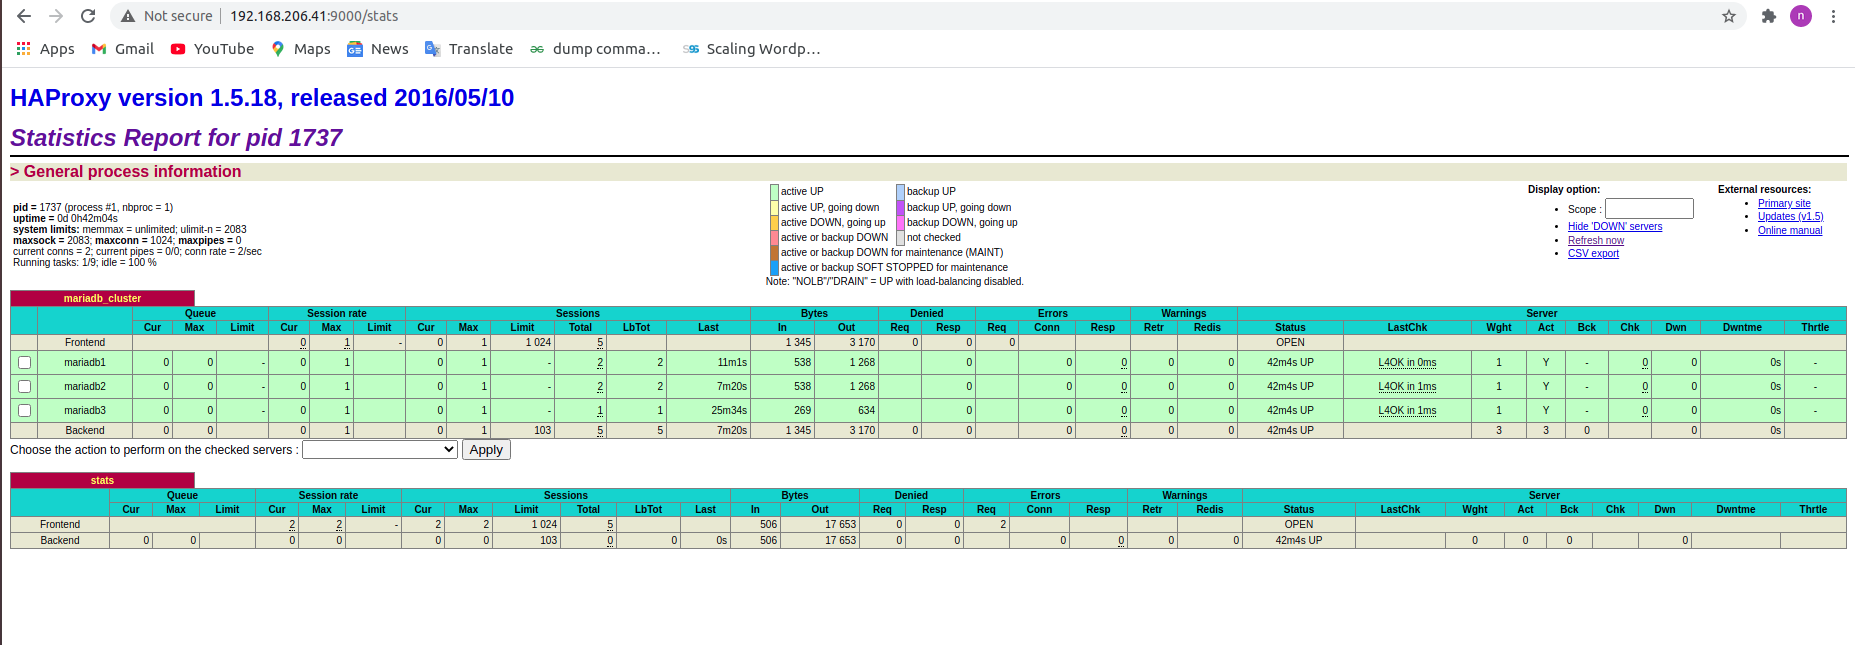 Not secure | 192.168.206.41:9000/stats n
Apps Gmail YouTube Maps News Translate dump comma... Scaling Wordp...
HAProxy version 1.5.18, released 2016/05/10
Statistics Report for pid 1737
> General process information
pid = 1737 (process #1, nbproc = 1)
uptime = 0d 0h42m04s
system limits: memmax = unlimited; ulimit-n = 2083
maxsock = 2083; maxconn = 1024; maxpipes = 0
current conns = 2; current pipes = 0/0; conn rate = 2/sec
Running tasks: 1/9; idle = 100 %
active UP backup UP
active UP, going down backup UP, going down
active DOWN, going up backup DOWN, going up
active or backup DOWN not checked
active or backup DOWN for maintenance (MAINT)
active or backup SOFT STOPPED for maintenance
Note: "NOLB"/"DRAIN" = UP with load-balancing disabled.
Display option:
• Scope :
• Hide 'DOWN' servers
• Refresh now
• CSV export
External resources:
• Primary site
• Updates (v1.5)
• Online manual
mariadb_cluster
Queue Session rate Sessions Bytes Denied Errors Warnings Server
Cur Max Limit Cur Max Limit Cur Max Limit Total LbTot Last In Out Req Resp Req Conn Resp Retr Redis Status LastChk Wght Act Bck Chk Dwn Dwntme Thrtle
Frontend 0 1 - 0 1 1 024 5 1 345 3 170 0 0 0 OPEN
mariadb1 0 0 - 0 1 0 1 - 2 2 11m1s 538 1 268 0 0 0 0 0 42m4s UP L4OK in 0ms 1 Y - 0 0 0s -
mariadb2 0 0 - 0 1 0 1 - 2 2 7m20s 538 1 268 0 0 0 0 0 42m4s UP L4OK in 1ms 1 Y - 0 0 0s -
mariadb3 0 0 - 0 1 0 1 - 1 1 25m34s 269 634 0 0 0 0 0 42m4s UP L4OK in 1ms 1 Y - 0 0 0s -
Backend 0 0 0 1 0 1 103 5 5 7m20s 1 345 3 170 0 0 0 0 0 0 42m4s UP 3 3 0 0 0s
Choose the action to perform on the checked servers : Apply
stats
Queue Session rate Sessions Bytes Denied Errors Warnings Server
Cur Max Limit Cur Max Limit Cur Max Limit Total LbTot Last In Out Req Resp Req Conn Resp Retr Redis Status LastChk Wght Act Bck Chk Dwn Dwntme Thrtle
Frontend 2 2 - 2 2 1 024 5 506 17 653 0 0 2 OPEN
Backend 0 0 0 0 0 0 103 0 0 0s 506 17 653 0 0 0 0 0 0 42m4s UP 0 0 0 0